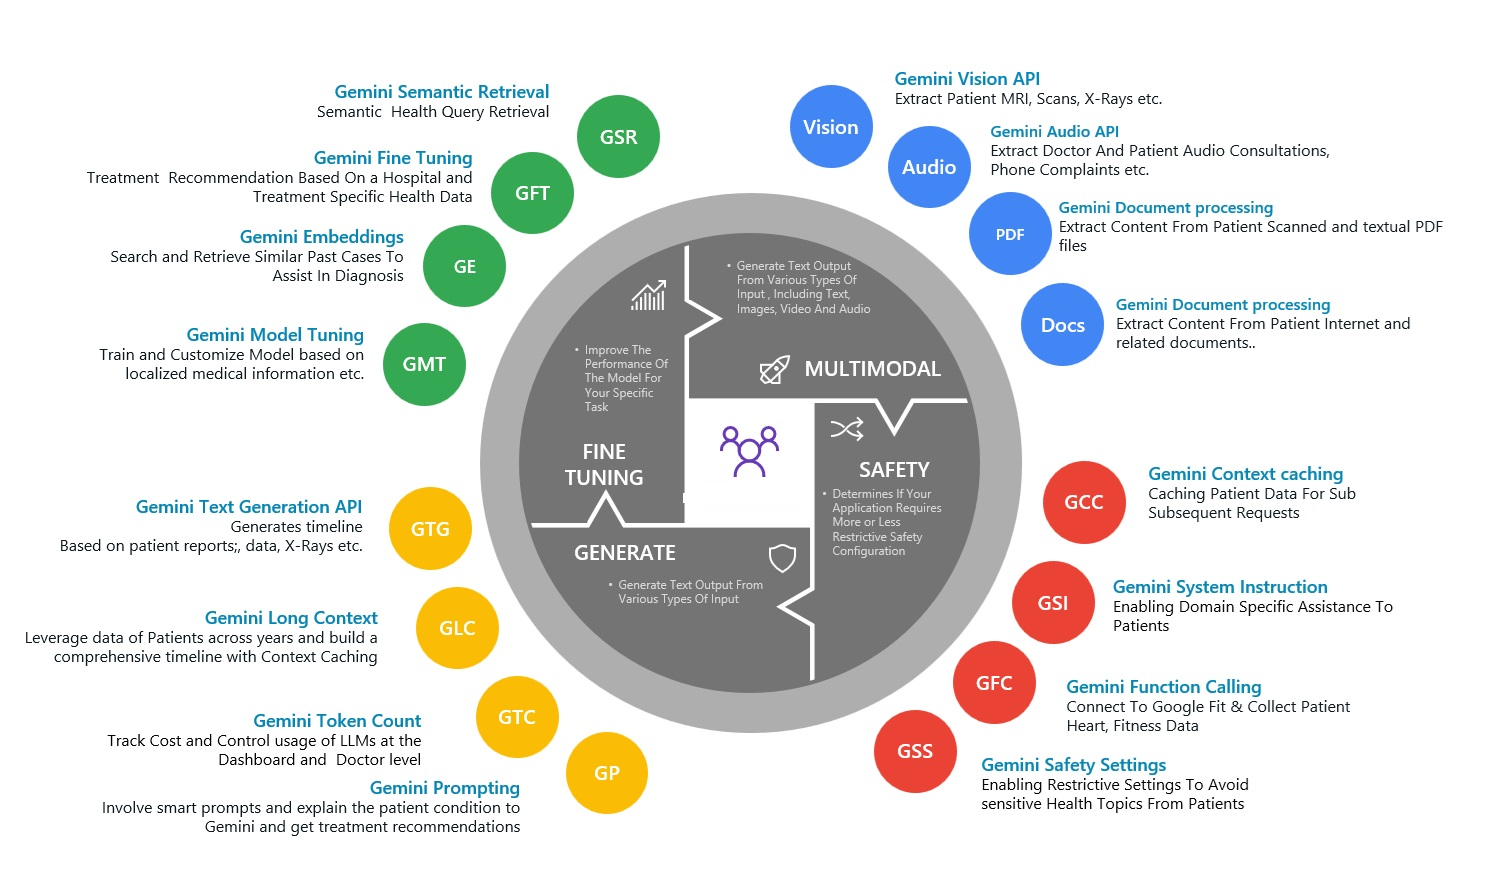 Gemini Semantic Retrieval
Semantic  Health Query Retrieval
GSR
Gemini Fine Tuning
Treatment  Recommendation Based On a Hospital and
Treatment Specific Health Data
GFT
Gemini Embeddings
Search and Retrieve Similar Past Cases To
Assist In Diagnosis
GE
Gemini Model Tuning
Train and Customize Model based on
localized medical information etc.
GMT
Vision
Gemini Vision API
Extract Patient MRI, Scans, X-Rays etc.
Audio
Gemini Audio API
Extract Doctor And Patient Audio Consultations,
Phone Complaints etc.
PDF
Gemini Document processing
Extract Content From Patient Scanned and textual PDF
files
Docs
Gemini Document processing
Extract Content From Patient Internet and
related documents..
• Improve The
Performance Of
The Model For
Your Specific
Task
FINE
TUNING
• Generate Text Output
From Various Types Of
Input , Including Text,
Images, Video And Audio
MULTIMODAL
SAFETY
• Determines If Your
Application Requires
More or Less
Restrictive Safety
Configuration
GENERATE
• Generate Text Output From
Various Types Of Input
Gemini Text Generation API
Generates timeline
Based on patient reports;, data, X-Rays etc.
GTG
Gemini Long Context
Leverage data of Patients across years and build a
comprehensive timeline with Context Caching
GLC
Gemini Token Count
Track Cost and Control usage of LLMs at the
Dashboard and  Doctor level
GTC
Gemini Prompting
Involve smart prompts and explain the patient condition to
Gemini and get treatment recommendations
GP
GCC
Gemini Context caching
Caching Patient Data For Sub
Subsequent Requests
GSI
Gemini System Instruction
Enabling Domain Specific Assistance To
Patients
GFC
Gemini Function Calling
Connect To Google Fit & Collect Patient
Heart, Fitness Data
GSS
Gemini Safety Settings
Enabling Restrictive Settings To Avoid
sensitive Health Topics From Patients